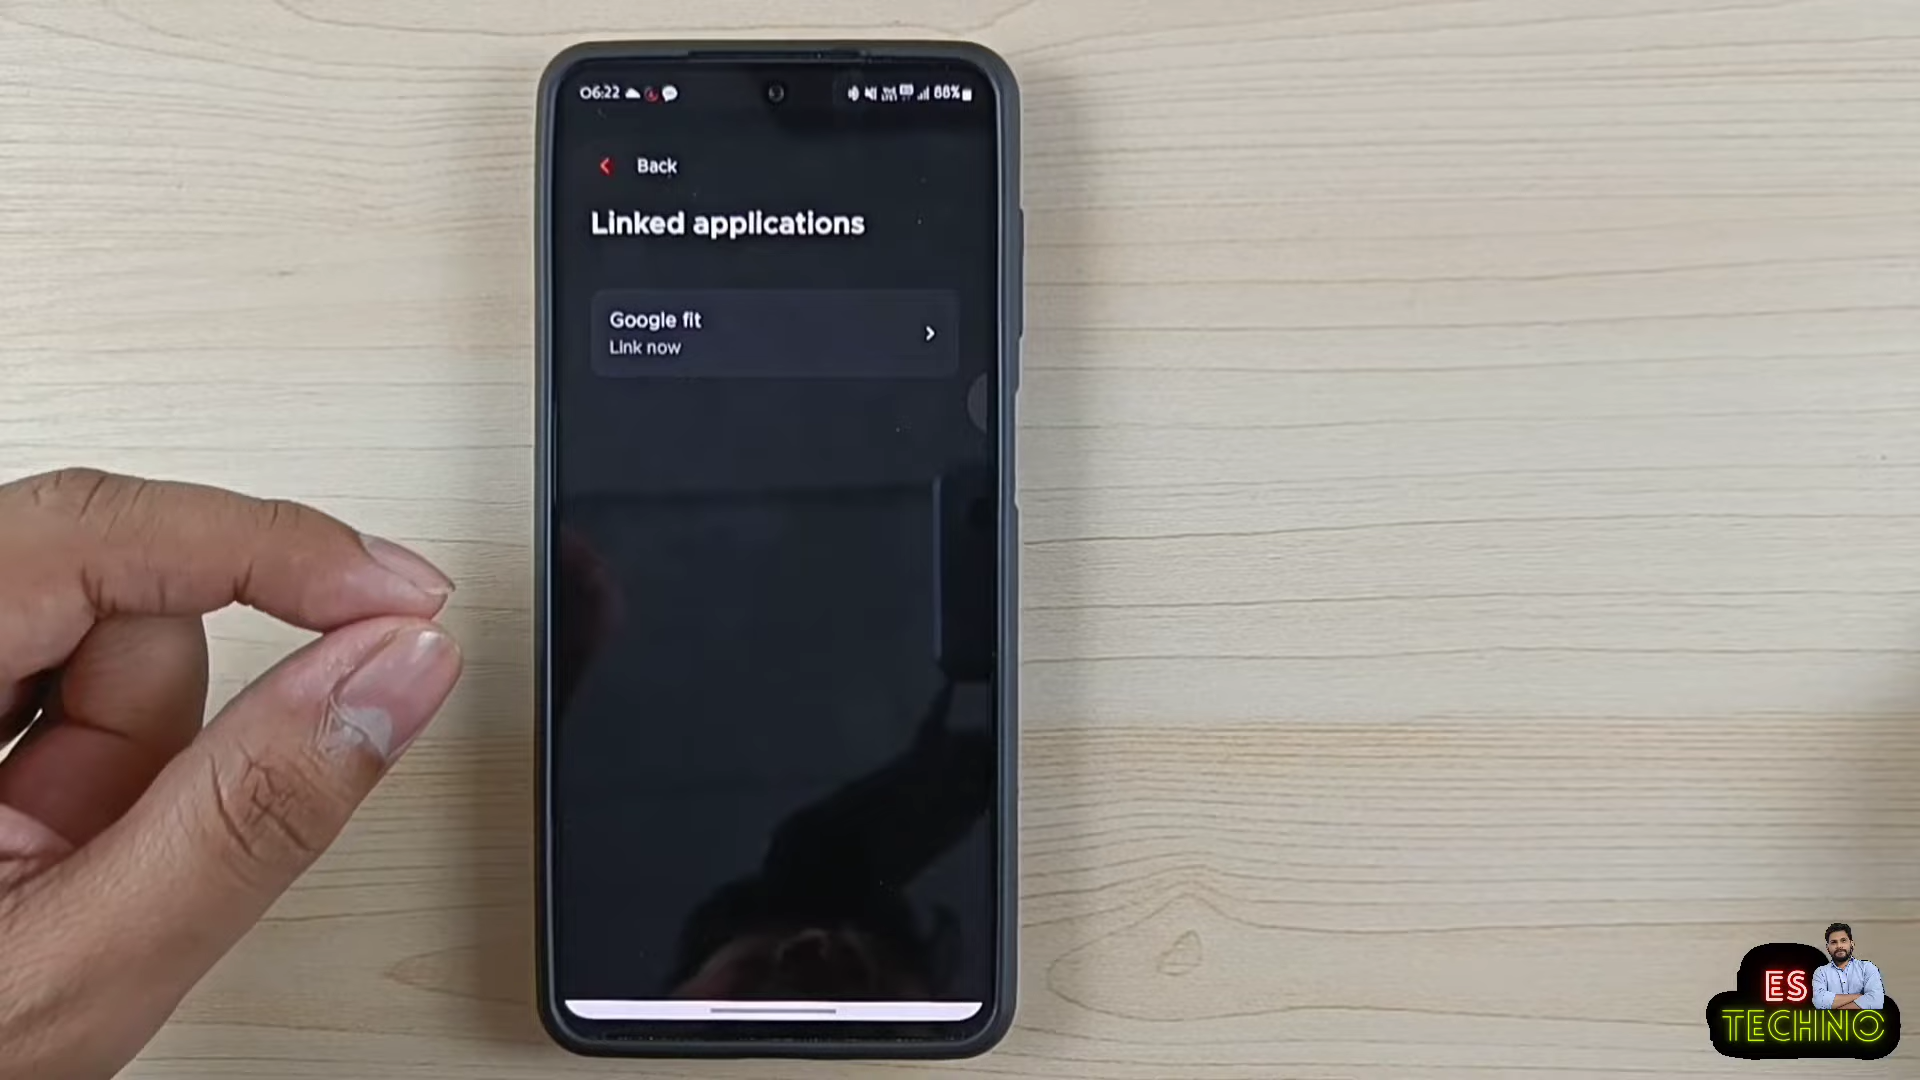 06:22
88%
Back
Linked applications
Google fit
Link now
ES
TECHNO